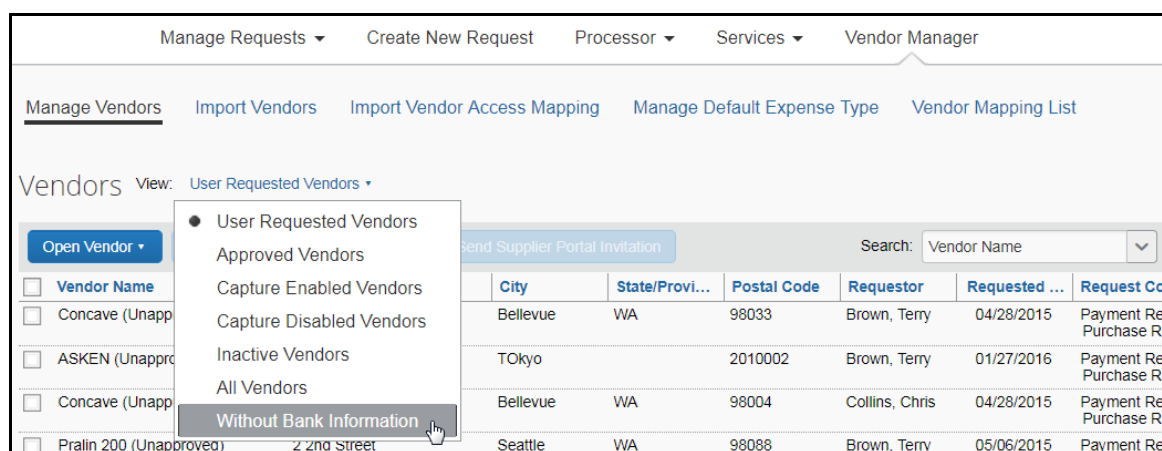 Manage Requests Create New Request Processor Services Vendor Manager
Manage Vendors Import Vendors Import Vendor Access Mapping Manage Default Expense Type Vendor Mapping List
Vendors View: User Requested Vendors
User Requested Vendors
Approved Vendors
Capture Enabled Vendors
Capture Disabled Vendors
Inactive Vendors
All Vendors
Without Bank Information
Open Vendor Send Supplier Portal Invitation Search: Vendor Name
Vendor Name City State/Provi... Postal Code Requestor Requested ... Request Co
Concave (Unapp Bellevue WA 98033 Brown, Terry 04/28/2015 Payment Re
Purchase R
ASKEN (Unappro TOkyo 2010002 Brown, Terry 01/27/2016 Payment Re
Purchase R
Concave (Unapp Bellevue WA 98004 Collins, Chris 04/28/2015 Payment Re
Purchase R
Pralin 200 (Unapproved) 2 2nd Street Seattle WA 98088 Brown, Terry 05/06/2015 Payment Re